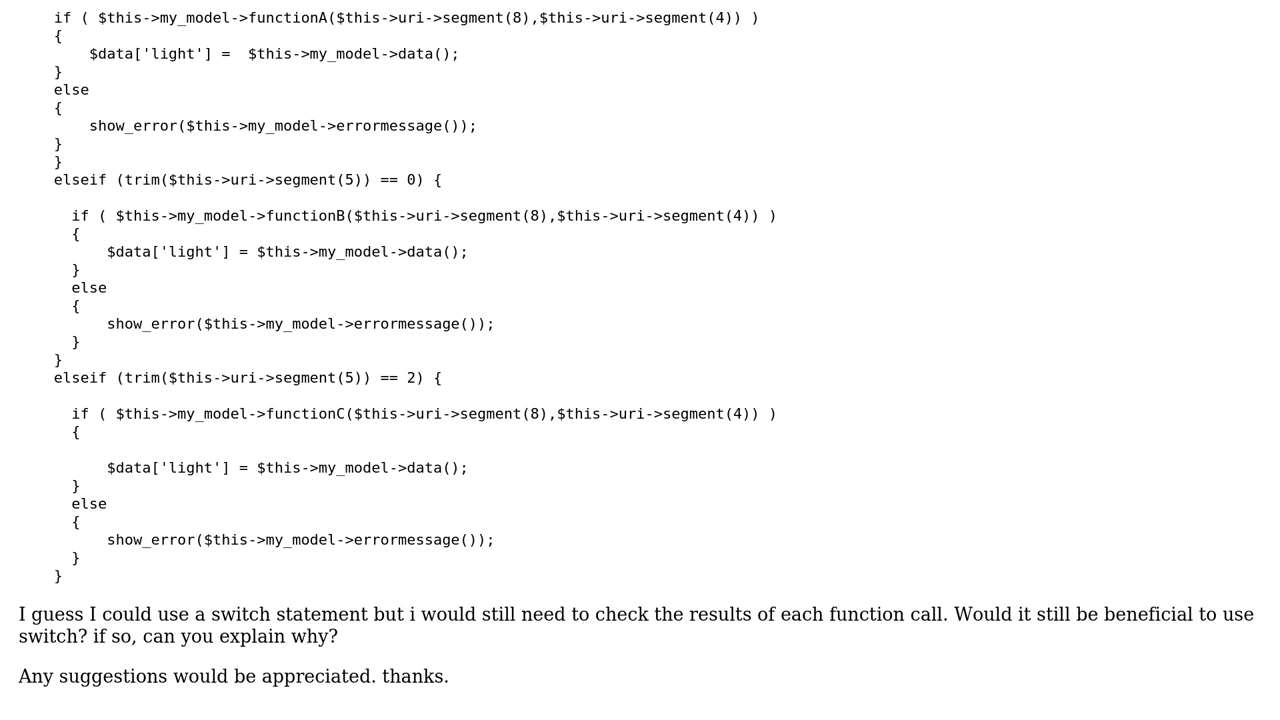 if ( $this->my_model->functionA($this->uri->segment(8),$this->uri->segment(4)) )
{
    $data['light'] =  $this->my_model->data();
}
else
{
    show_error($this->my_model->errormessage());
}
}
elseif (trim($this->uri->segment(5)) == 0) {
  if ( $this->my_model->functionB($this->uri->segment(8),$this->uri->segment(4)) )
  {
      $data['light'] = $this->my_model->data();
  }
  else
  {
      show_error($this->my_model->errormessage());
  }
}
elseif (trim($this->uri->segment(5)) == 2) {
  if ( $this->my_model->functionC($this->uri->segment(8),$this->uri->segment(4)) )
  {
      $data['light'] = $this->my_model->data();
  }
  else
  {
      show_error($this->my_model->errormessage());
  }
}
I guess I could use a switch statement but i would still need to check the results of each function call. Would it still be beneficial to use
switch? if so, can you explain why?
Any suggestions would be appreciated. thanks.